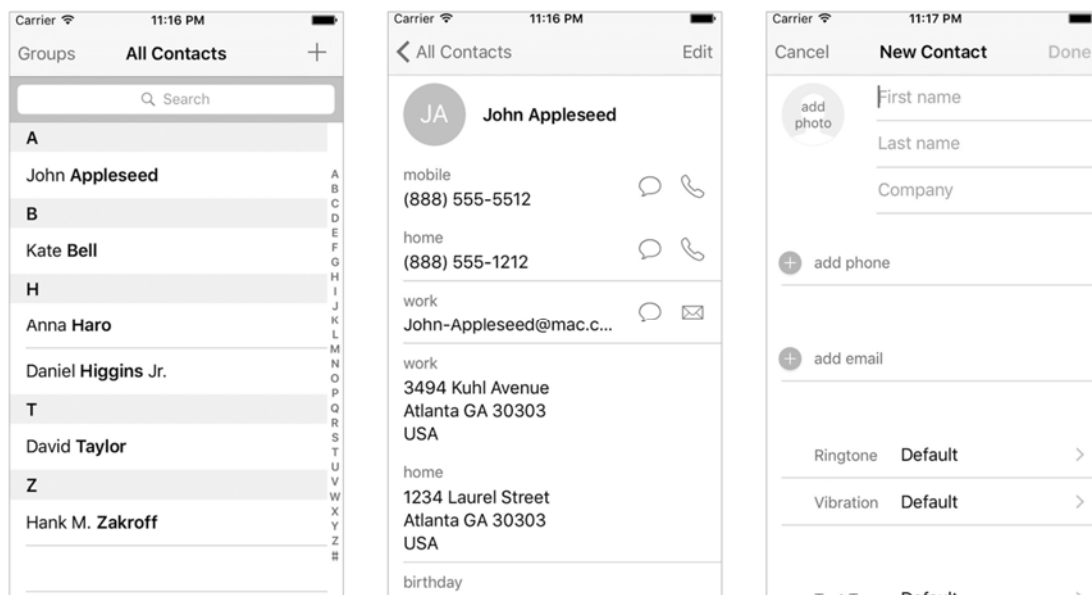 Carrier
11:16 PM
Groups
All Contacts
Search
A
John Appleseed
B
Kate Bell
H
Anna Haro
Daniel Higgins Jr.
T
David Taylor
Z
Hank M. Zakroff
A
B
C
D
E
F
G
H
I
J
K
L
M
N
O
P
Q
R
S
T
U
V
W
X
Y
Z
#
Carrier
11:16 PM
All Contacts
Edit
JA
John Appleseed
mobile
(888) 555-5512
home
(888) 555-1212
work
John-Appleseed@mac.c...
work
3494 Kuhl Avenue
Atlanta GA 30303
USA
home
1234 Laurel Street
Atlanta GA 30303
USA
birthday
Carrier
11:17 PM
Cancel
New Contact
Done
add
photo
First name
Last name
Company
add phone
add email
Ringtone
Default
Vibration
Default
Default